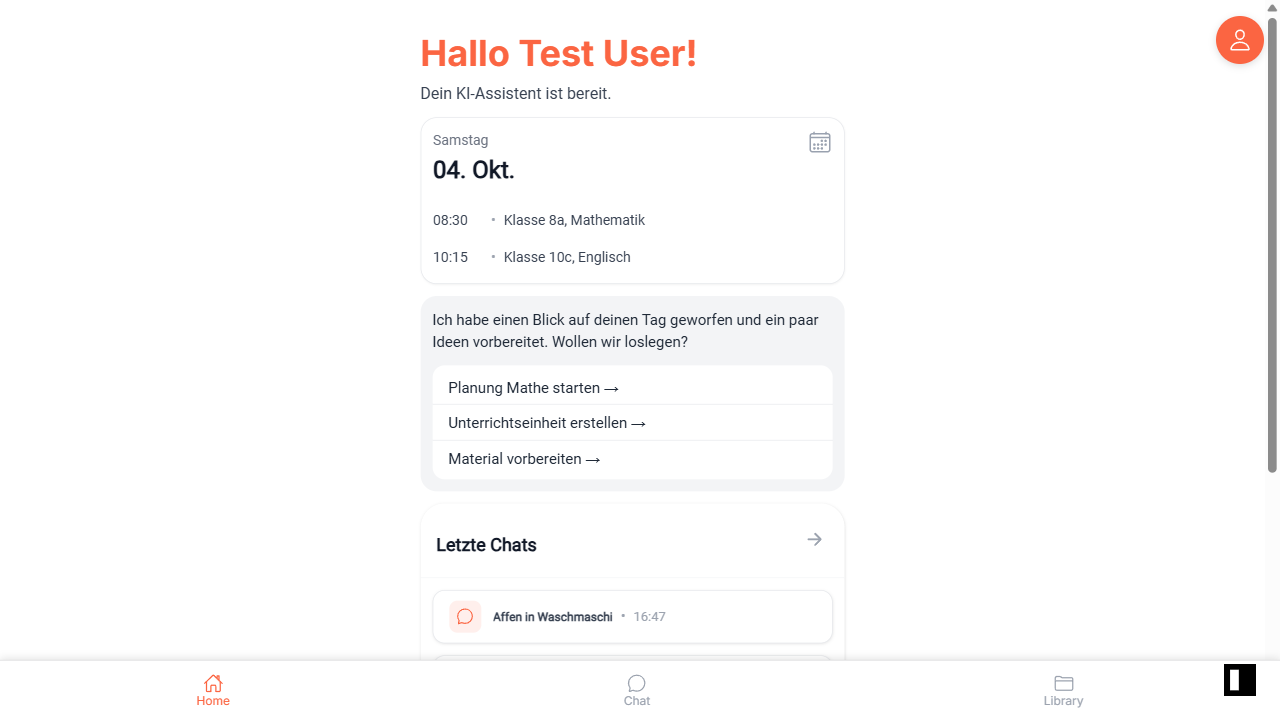 Hallo Test User!
Dein KI-Assistent ist bereit.
Samstag
04. Okt.
08:30 • Klasse 8a, Mathematik
10:15 • Klasse 10c, Englisch
Ich habe einen Blick auf deinen Tag geworfen und ein paar
Ideen vorbereitet. Wollen wir loslegen?
Planung Mathe starten →
Unterrichtseinheit erstellen →
Material vorbereiten →
Letzte Chats
Affen in Waschmaschi • 16:47
Home
Chat
Library